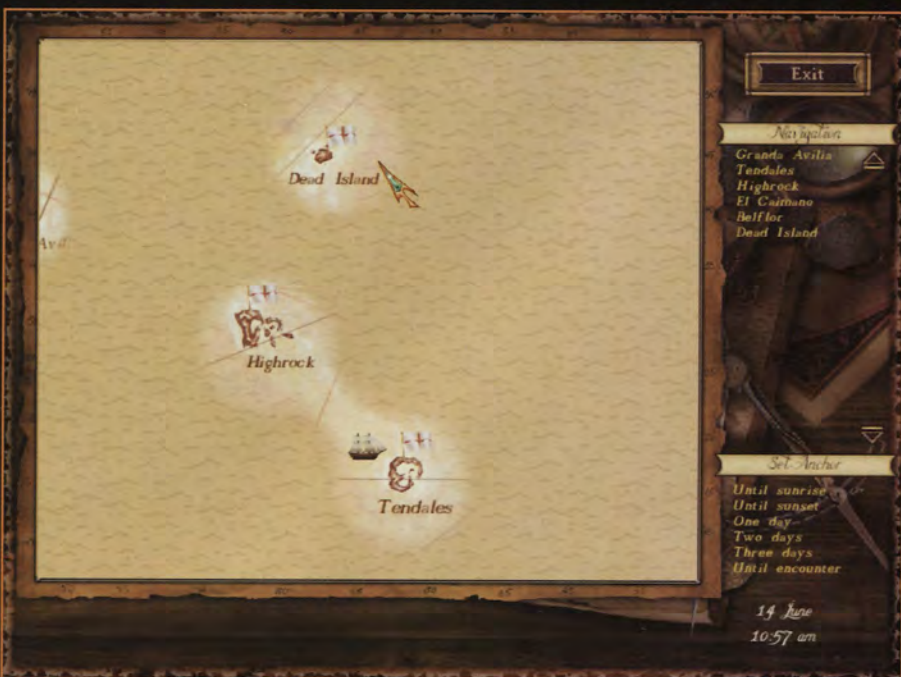 Exit
Navigation
Granda Avilia
Tendales
Highrock
El Caimano
Belflor
Dead Island
Dead Island
Highrock
Tendales
Set Anchor
Until sunrise
Until sunset
One day
Two days
Three days
Until encounter
14 June
10:57 am